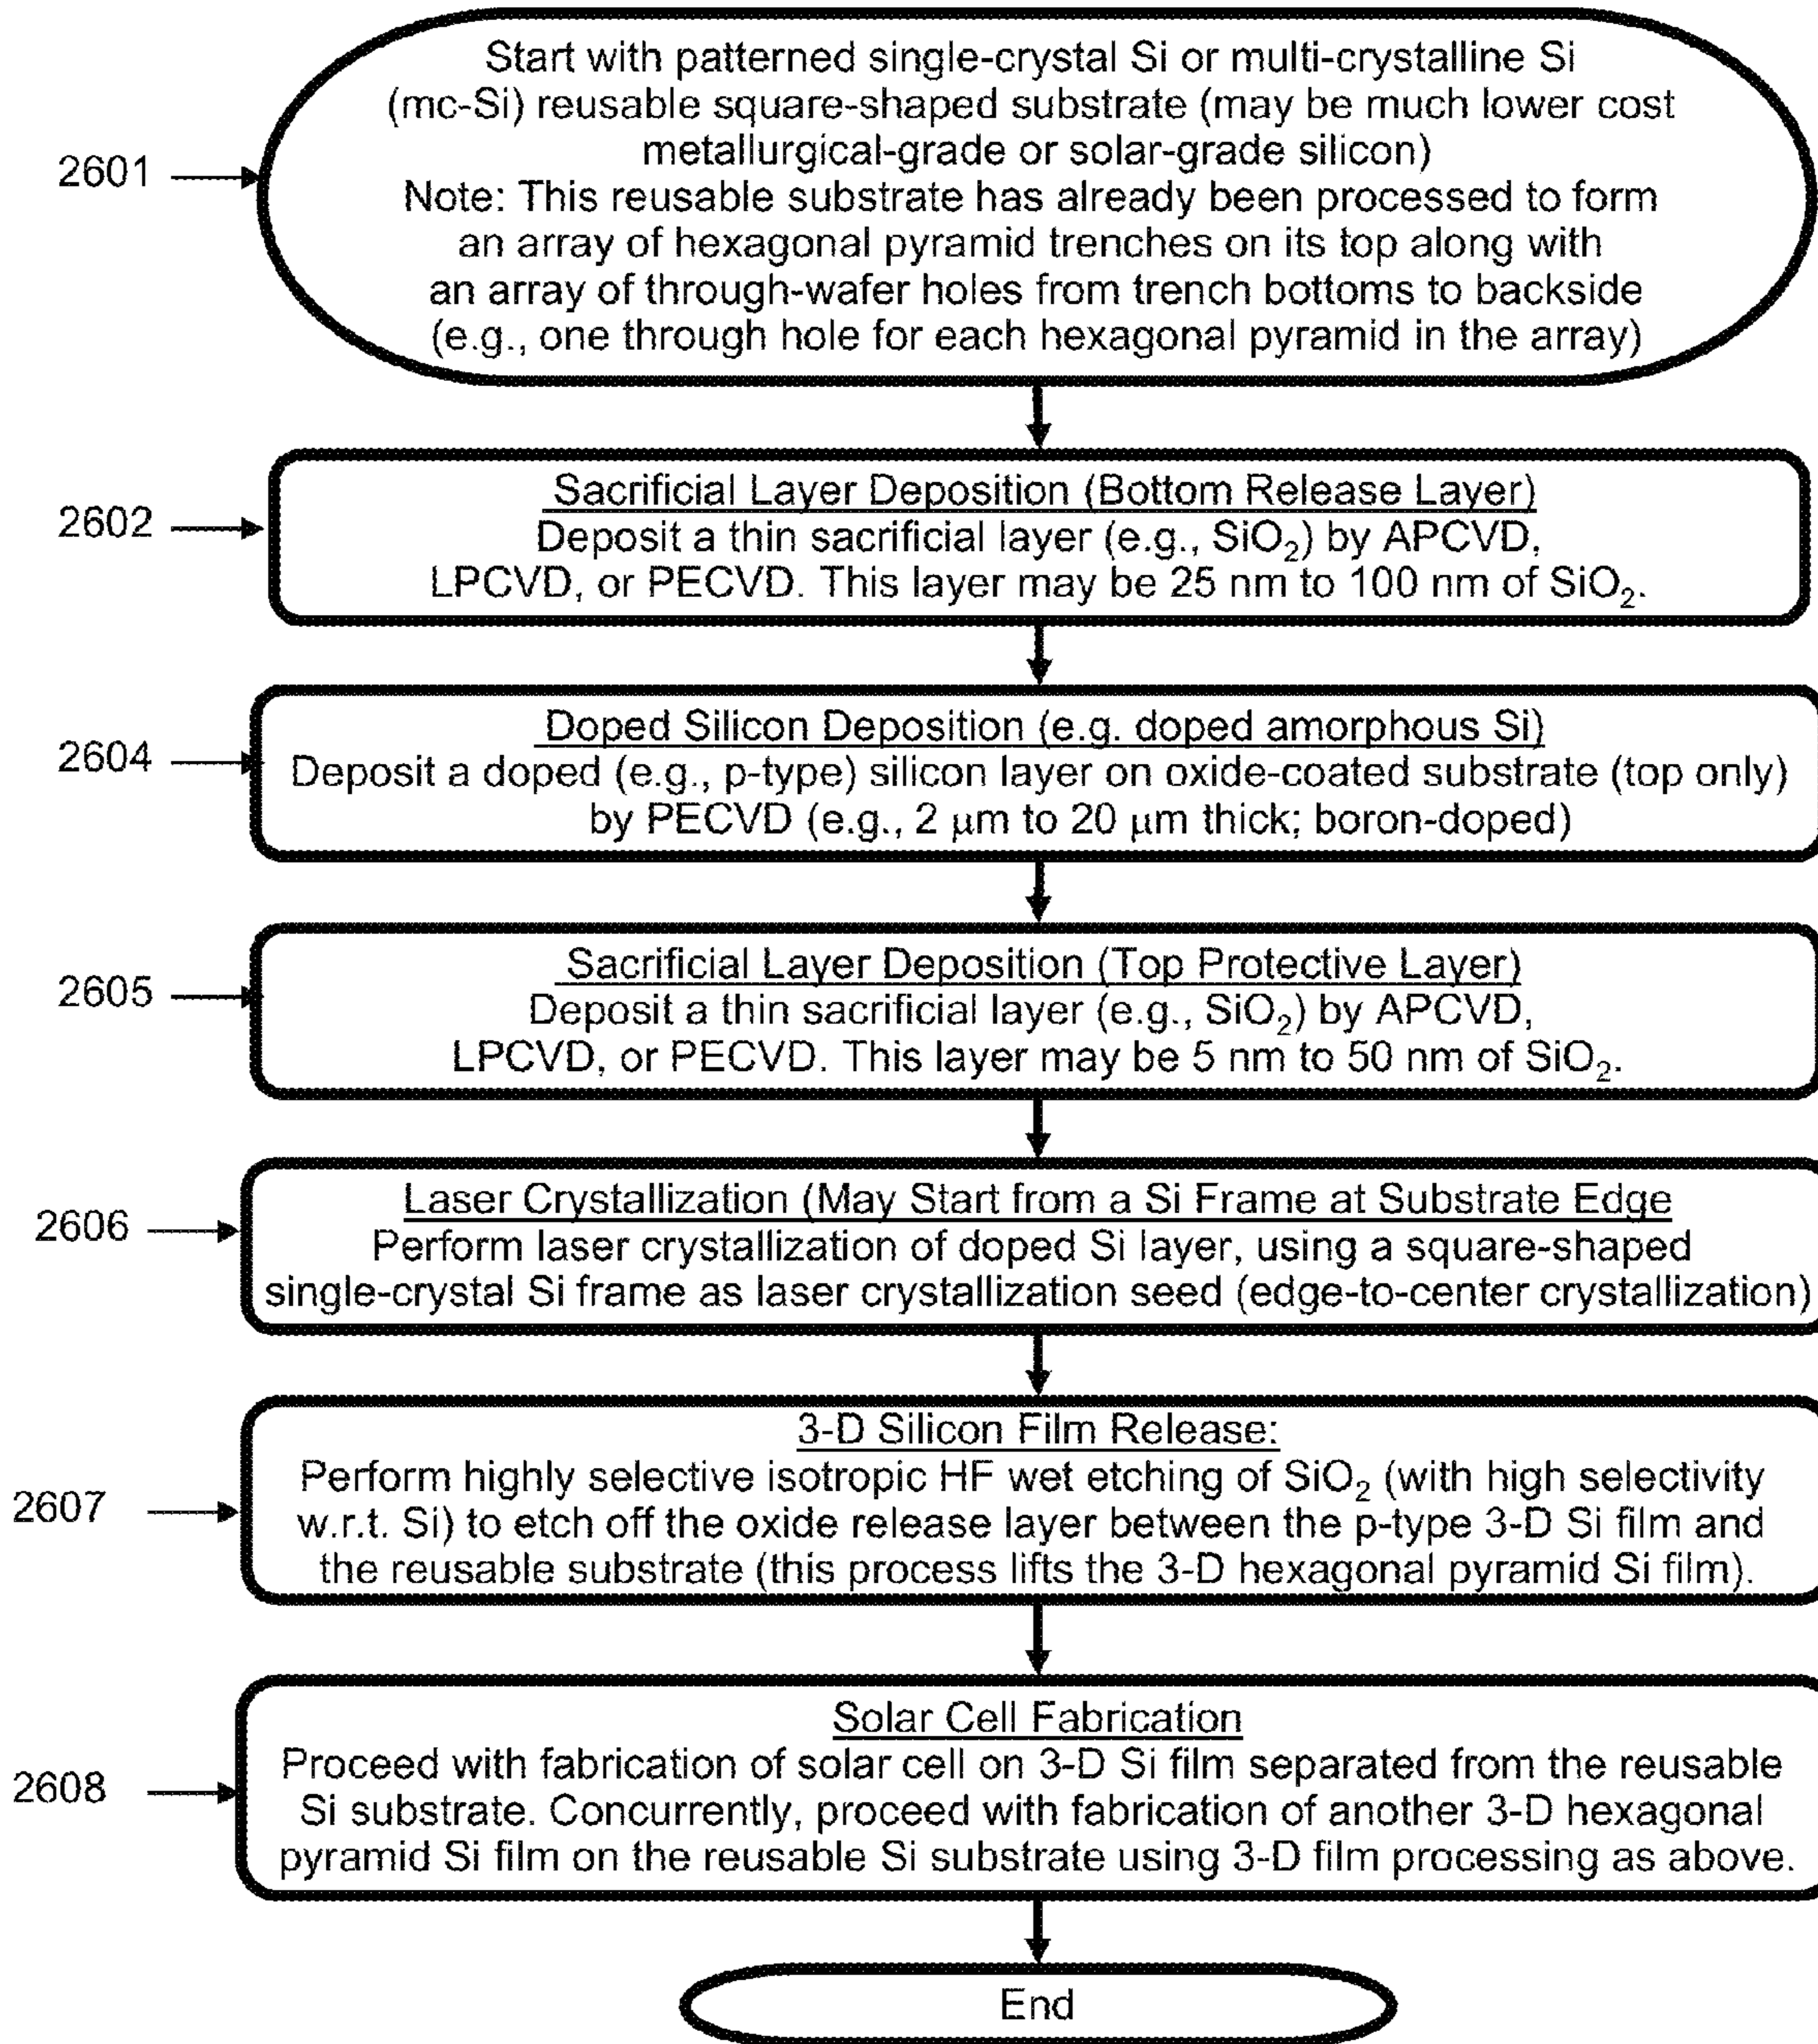 Start with patterned single-crystal Si or multi-crystalline Si
(mc-Si) reusable square-shaped substrate (may be much lower cost
metallurgical-grade or solar-grade silicon)
2601
Note: This reusable substrate has already been processed to form
an array of hexagonal pyramid trenches on its top along with
an array of through-wafer holes from trench bottoms to backside
(e.g., one through hole for each hexagonal pyramid in the array)
Sacrificial Layer Deposition (Bottom Release Layer)
2602
Deposit a thin sacrificial layer (e.g., SiO₂) by APCVD,
LPCVD, or PECVD. This layer may be 25 nm to 100 nm of SiO₂.
Doped Silicon Deposition (e.g. doped amorphous Si)
2604
Deposit a doped (e.g., p-type) silicon layer on oxide-coated substrate (top only)
by PECVD (e.g., 2 μm to 20 μm thick; boron-doped)
Sacrificial Layer Deposition (Top Protective Layer)
2605
Deposit a thin sacrificial layer (e.g., SiO₂) by APCVD,
LPCVD, or PECVD. This layer may be 5 nm to 50 nm of SiO₂.
Laser Crystallization (May Start from a Si Frame at Substrate Edge
2606
Perform laser crystallization of doped Si layer, using a square-shaped
single-crystal Si frame as laser crystallization seed (edge-to-center crystallization)
3-D Silicon Film Release:
Perform highly selective isotropic HF wet etching of SiO₂ (with high selectivity
2607
w.r.t. Si) to etch off the oxide release layer between the p-type 3-D Si film and
the reusable substrate (this process lifts the 3-D hexagonal pyramid Si film).
Solar Cell Fabrication
Proceed with fabrication of solar cell on 3-D Si film separated from the reusable
2608
Si substrate. Concurrently, proceed with fabrication of another 3-D hexagonal
pyramid Si film on the reusable Si substrate using 3-D film processing as above.
End